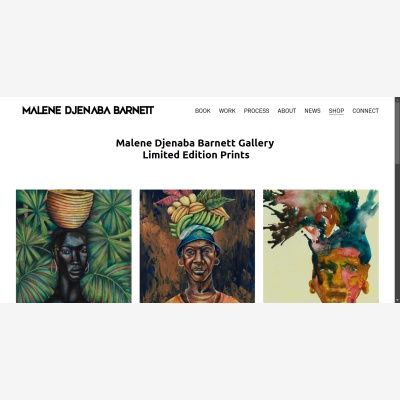 MALENE DJENABA BARNETT
BOOK WORK PROCESS ABOUT NEWS SHOP CONNECT
Malene Djenaba Barnett Gallery
Limited Edition Prints